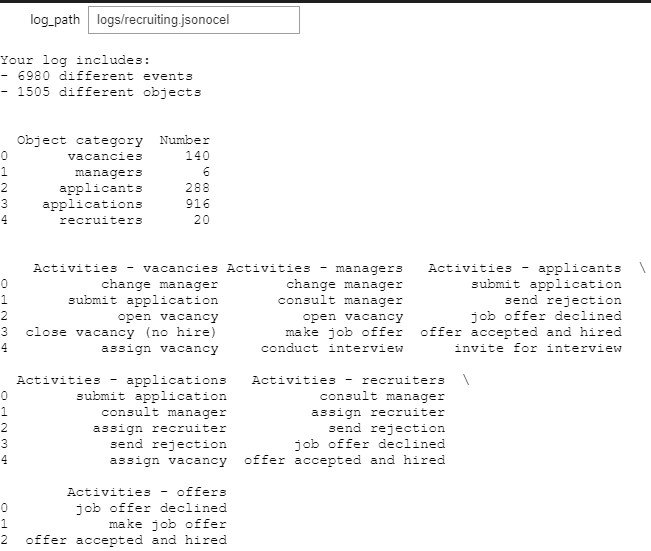 log_path logs/recruiting.jsonocel
Your log includes:
- 6980 different events
- 1505 different objects
Object category Number
0 vacancies 140
1 managers 6
2 applicants 288
3 applications 916
4 recruiters 20
Activities - vacancies Activities - managers Activities - applicants \
0 change manager change manager submit application
1 submit application consult manager send rejection
2 open vacancy open vacancy job offer declined
3 close vacancy (no hire) make job offer offer accepted and hired
4 assign vacancy conduct interview invite for interview
Activities - applications Activities - recruiters \
0 submit application consult manager
1 consult manager assign recruiter
2 assign recruiter send rejection
3 send rejection job offer declined
4 assign vacancy offer accepted and hired
Activities - offers
0 job offer declined
1 make job offer
2 offer accepted and hired